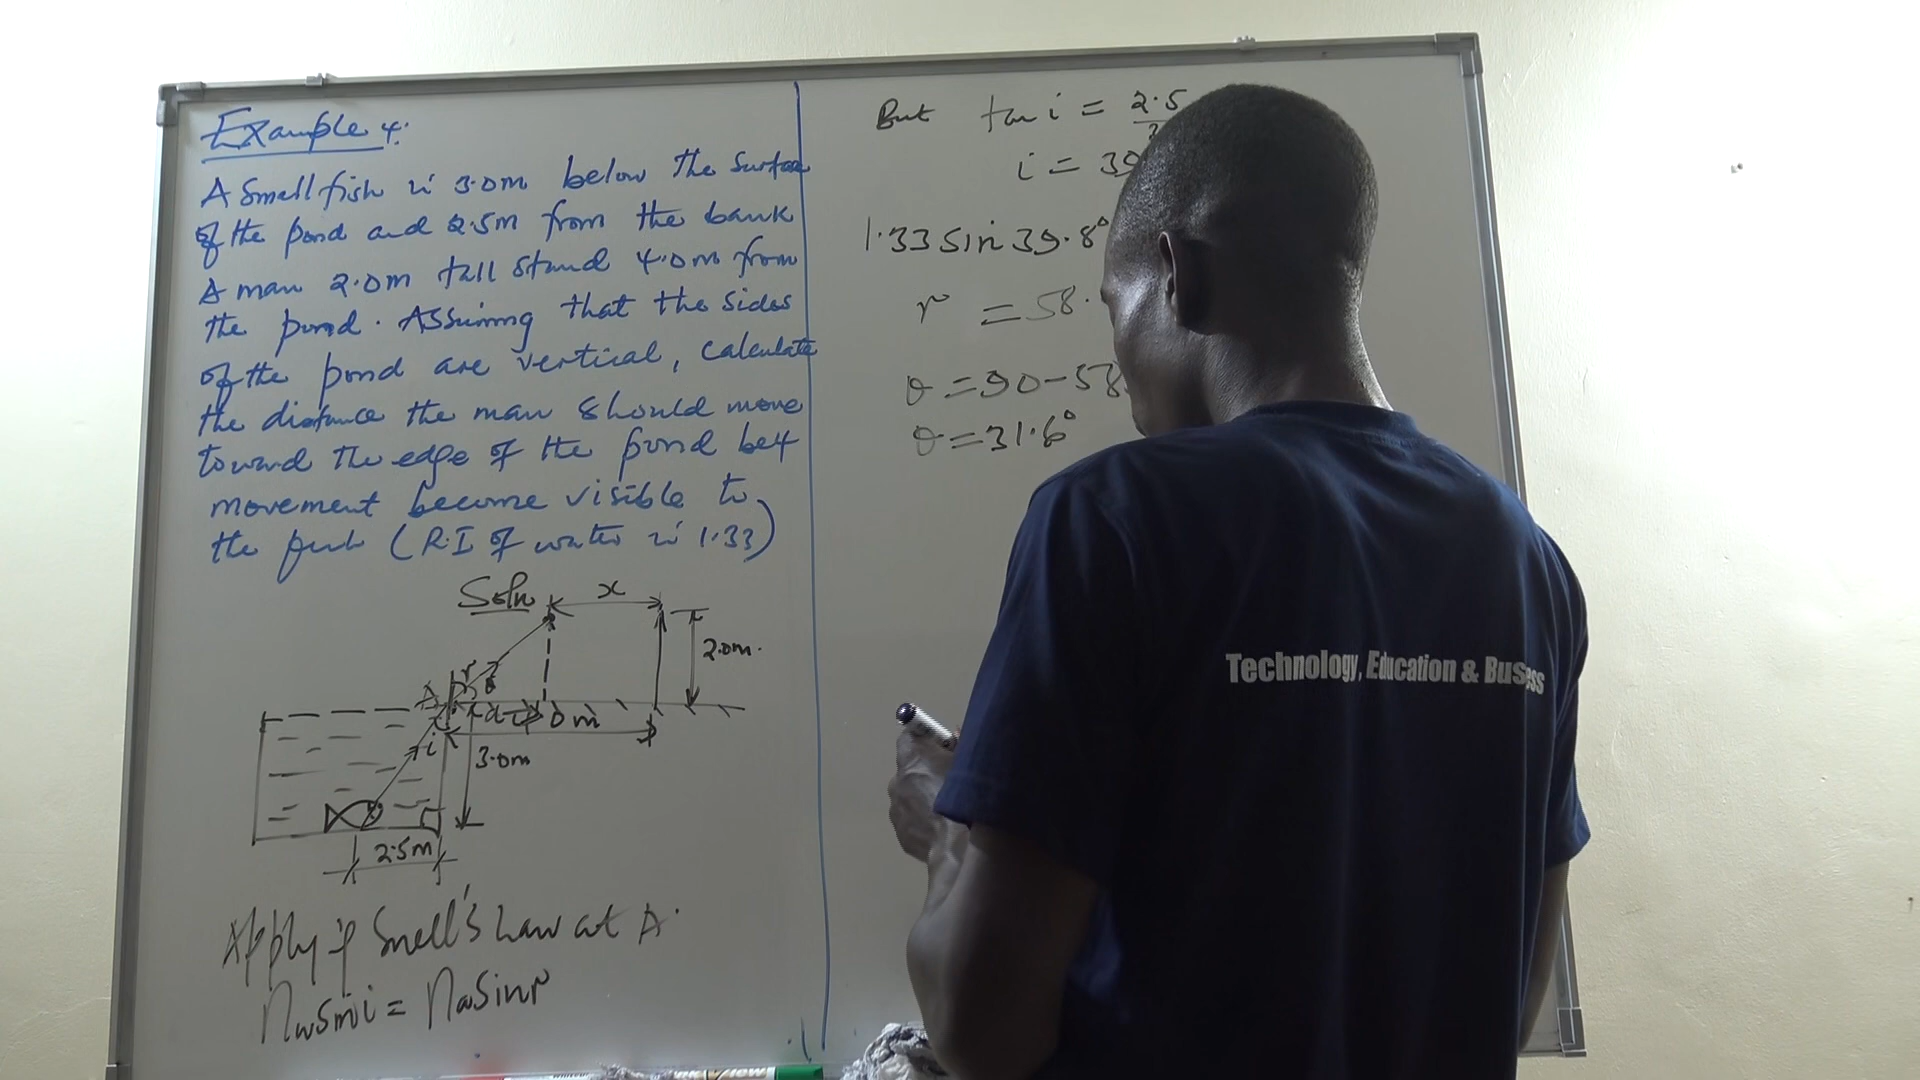 Example 4:
A small fish is 3.0m below the surface
of the pond and 2.5m from the bank
A man 2.0m tall stand 4.0m from
the pond. Assuming that the sides
of the pond are vertical, calculate
the distance the man should move
toward the edge of the pond bef
movement become visible to
the fish (R.I of water is 1.33)
Soln
x
2.0m.
A
r
θ
d
0 m
i
3.0m
2.5m
Apply Snell's Law at A.
nwsini = nasinr
But tan i = 2.5
i = 39
1.33 sin 39.8°
r = 58.
θ = 90 - 58
θ = 31.6°
Technology, Education & Business